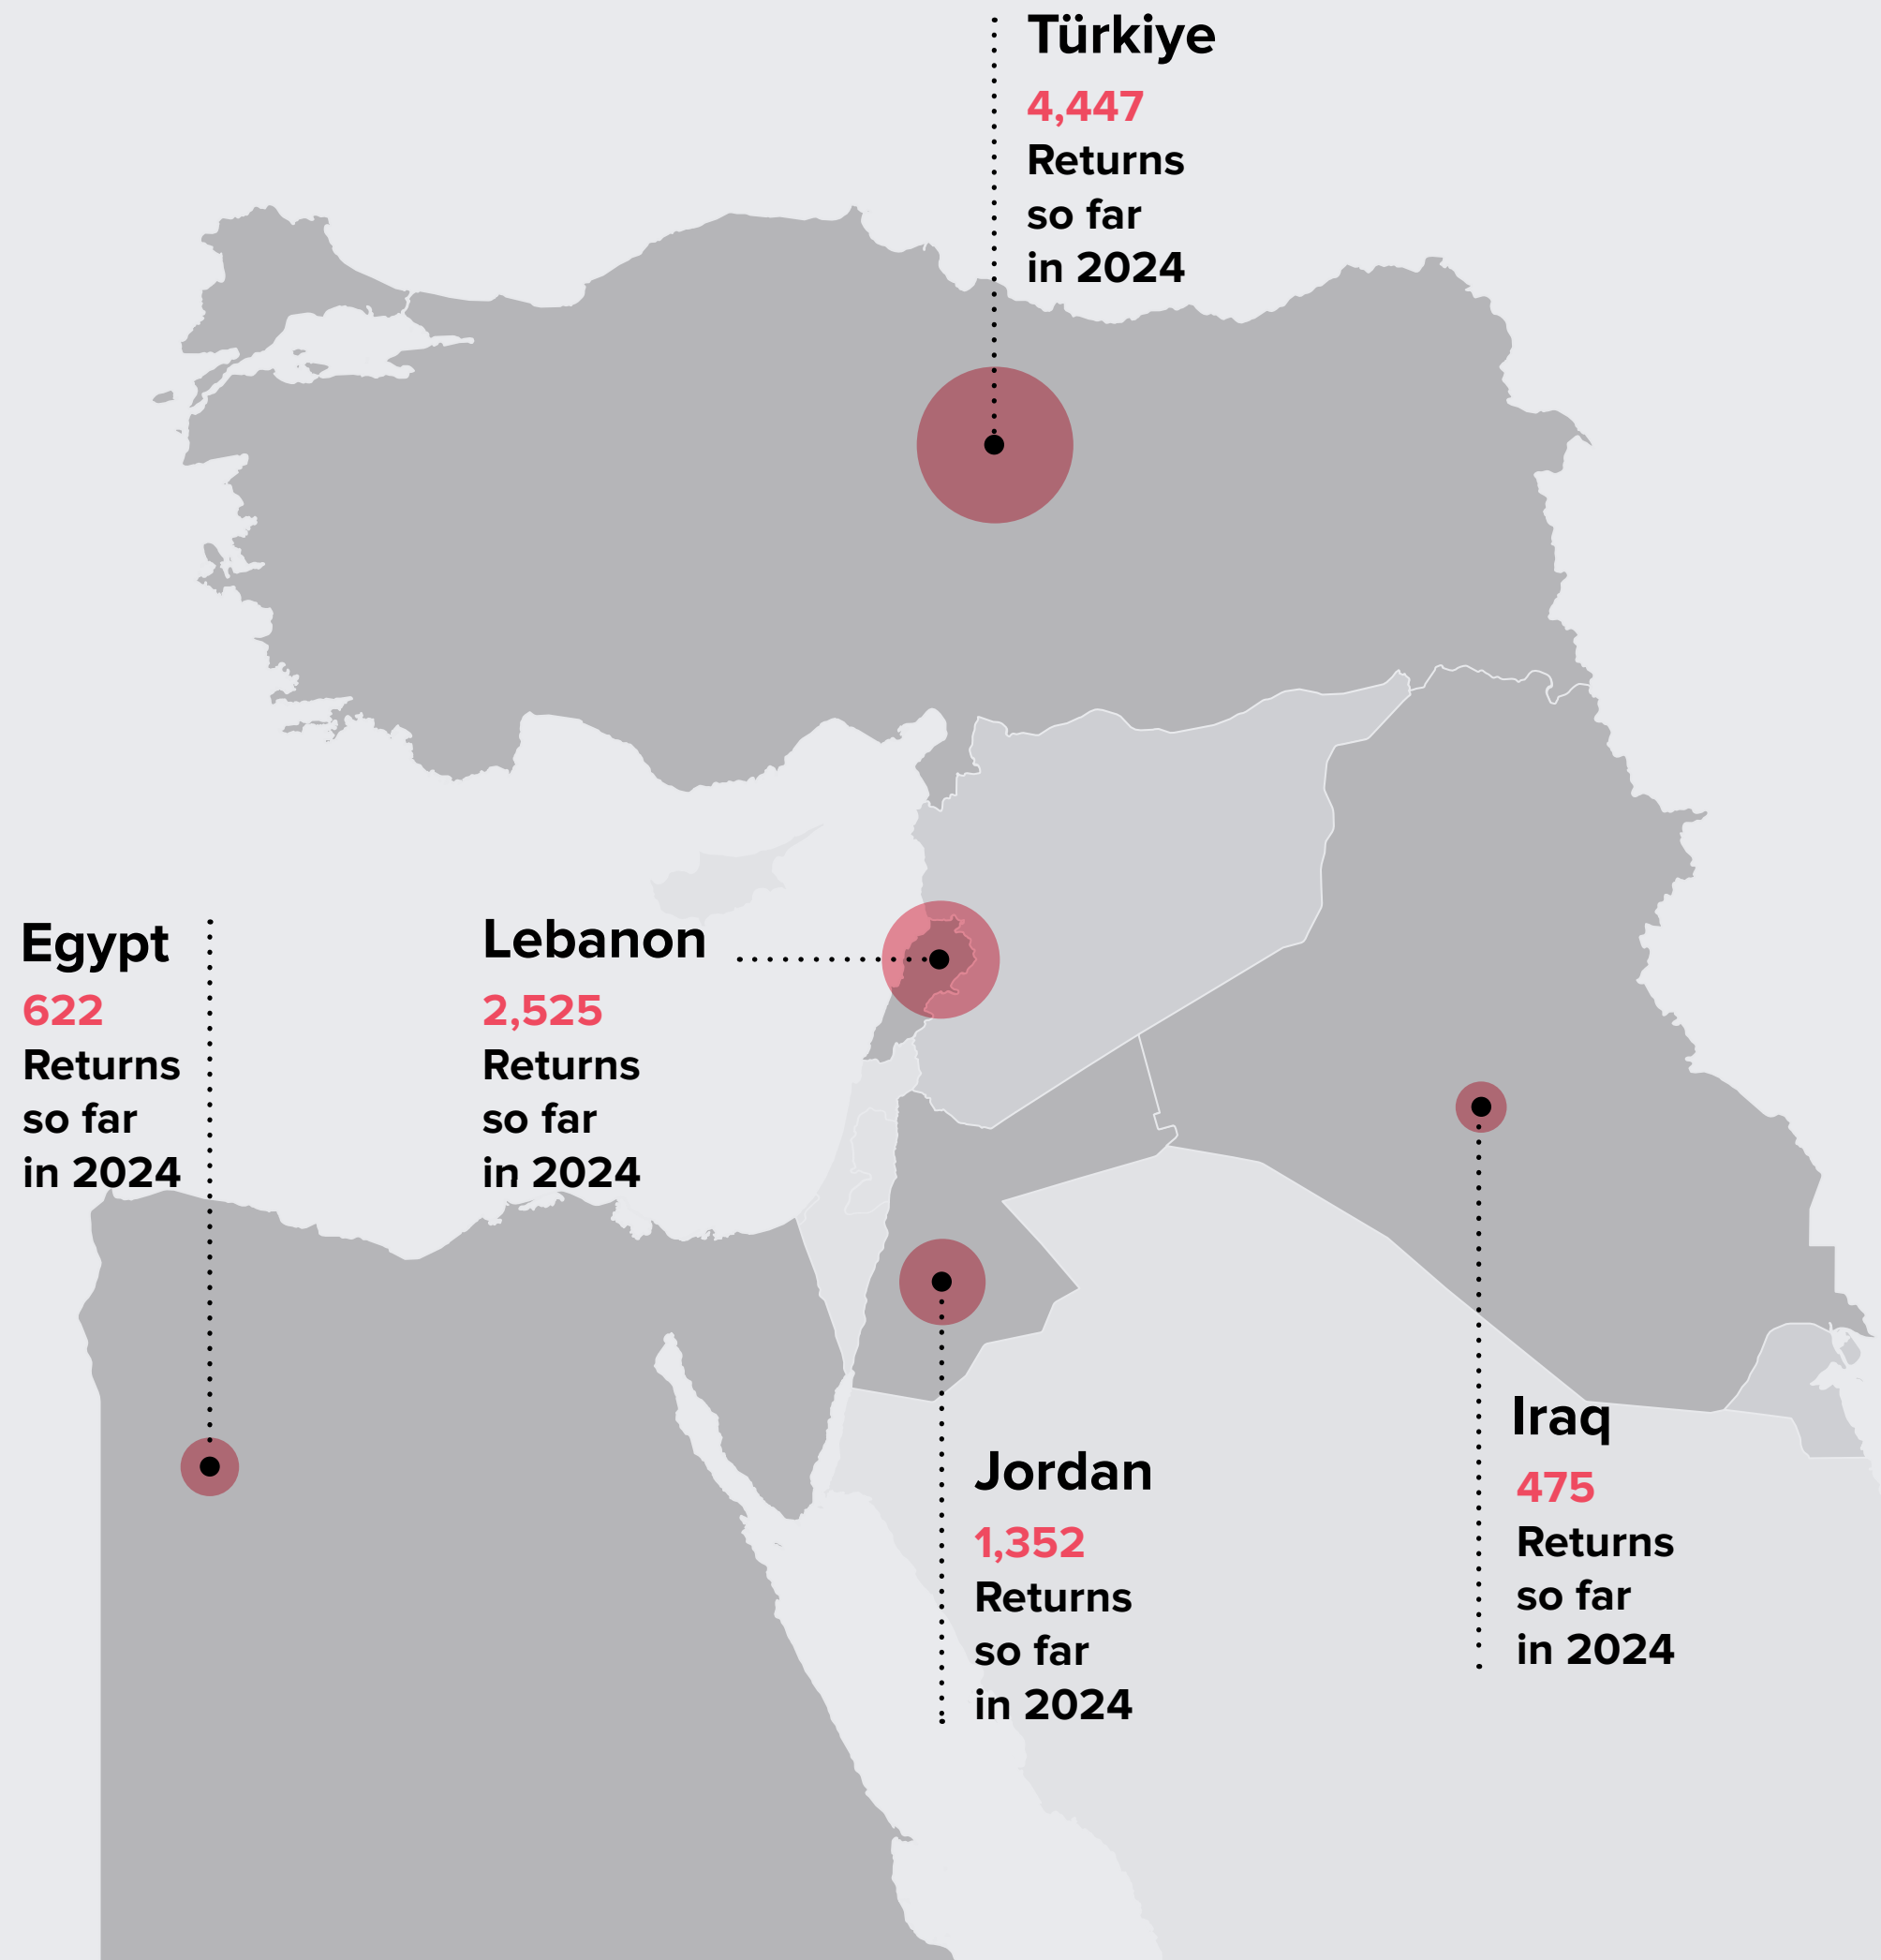 Türkiye
4,447
Returns
so far
in 2024
Egypt
622
Returns
so far
in 2024
Lebanon
2,525
Returns
so far
in 2024
Jordan
1,352
Returns
so far
in 2024
Iraq
475
Returns
so far
in 2024